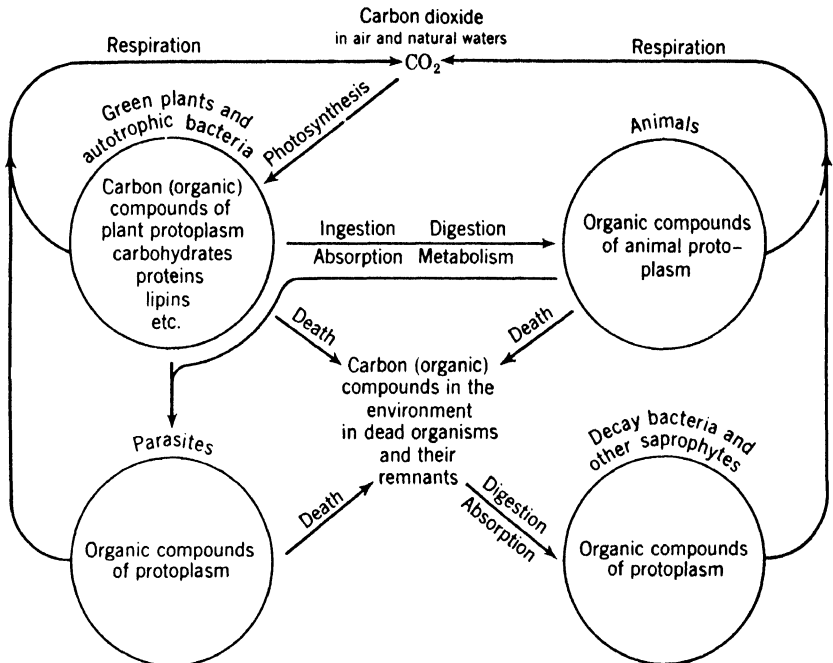 Carbon dioxide
in air and natural waters
CO₂
Respiration
Respiration
Photosynthesis
Green plants and
autotrophic bacteria
Carbon (organic)
compounds of
plant protoplasm
carbohydrates
proteins
lipins
etc.
Animals
Organic compounds
of animal proto-
plasm
Ingestion Digestion
Absorption Metabolism
Death
Death
Carbon (organic)
compounds in the
environment
in dead organisms
and their
remnants
Parasites
Organic compounds
of protoplasm
Death
Digestion
Absorption
Decay bacteria and
other saprophytes
Organic compounds
of protoplasm